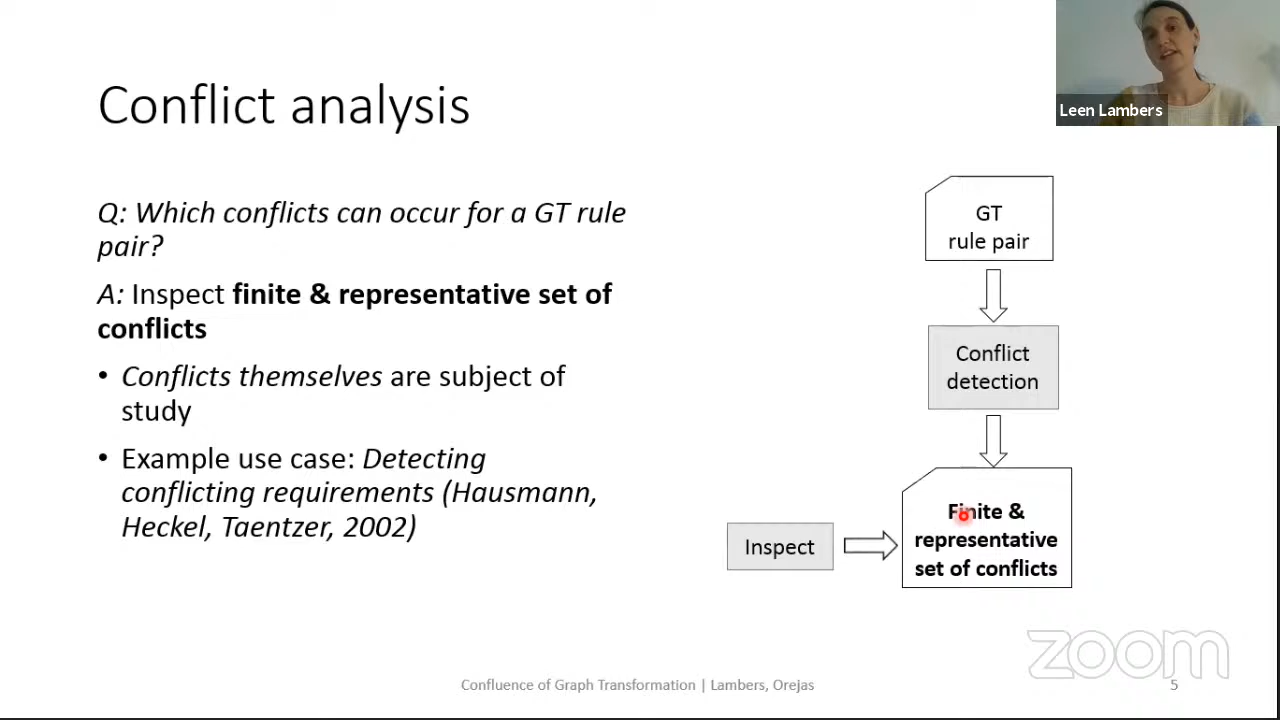 Conflict analysis
Leen Lambers
Q: Which conflicts can occur for a GT rule
pair?
A: Inspect finite & representative set of
conflicts
• Conflicts themselves are subject of
study
• Example use case: Detecting
conflicting requirements (Hausmann,
Heckel, Taentzer, 2002)
GT
rule pair
Conflict
detection
Inspect
Finite &
representative
set of conflicts
zoom
Confluence of Graph Transformation | Lambers, Orejas
5